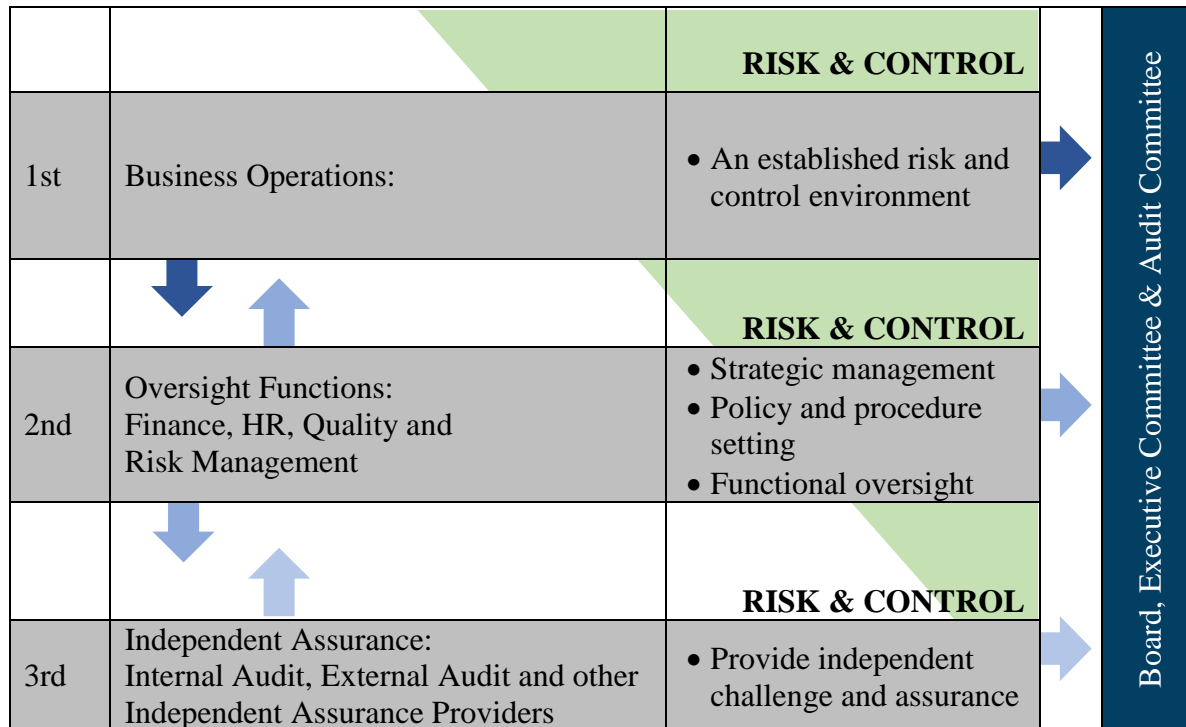 RISK & CONTROL
1st
Business Operations:
• An established risk and
control environment
RISK & CONTROL
2nd
Oversight Functions:
Finance, HR, Quality and
Risk Management
• Strategic management
• Policy and procedure
setting
• Functional oversight
RISK & CONTROL
3rd
Independent Assurance:
Internal Audit, External Audit and other
Independent Assurance Providers
• Provide independent
challenge and assurance
Board, Executive Committee & Audit Committee